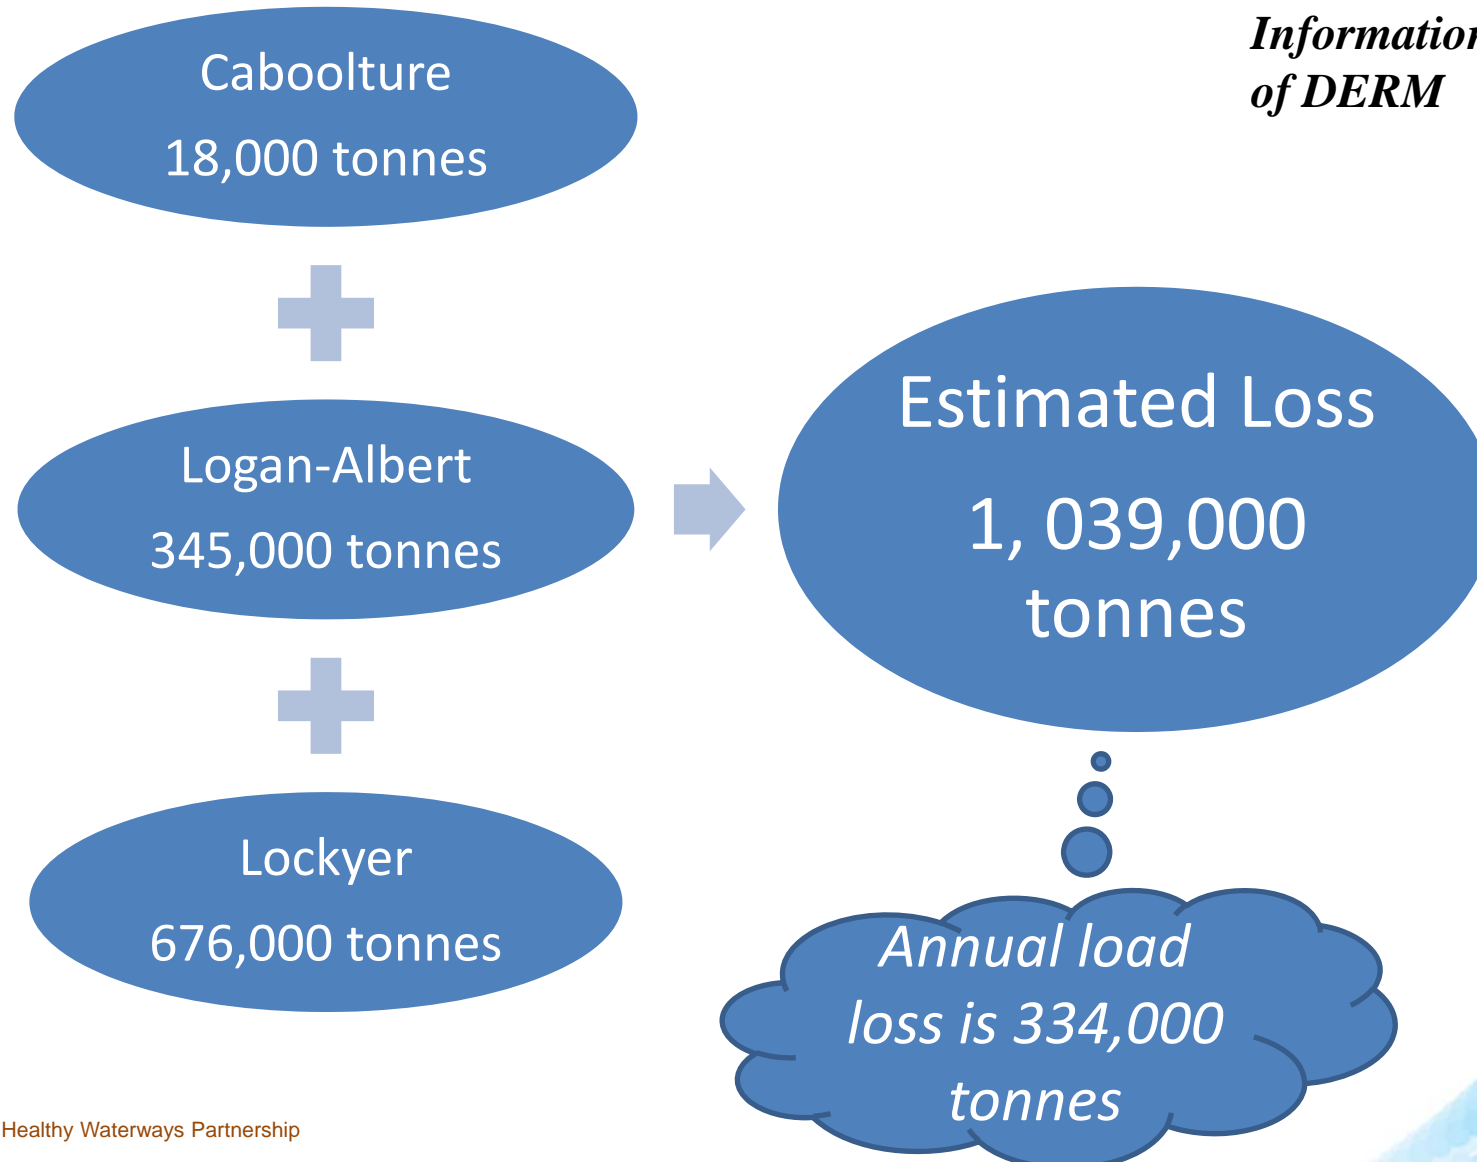 Information
of DERM
Caboolture
18,000 tonnes
Logan-Albert
345,000 tonnes
Lockyer
676,000 tonnes
Estimated Loss
1, 039,000
tonnes
Annual load
loss is 334,000
tonnes
Healthy Waterways Partnership